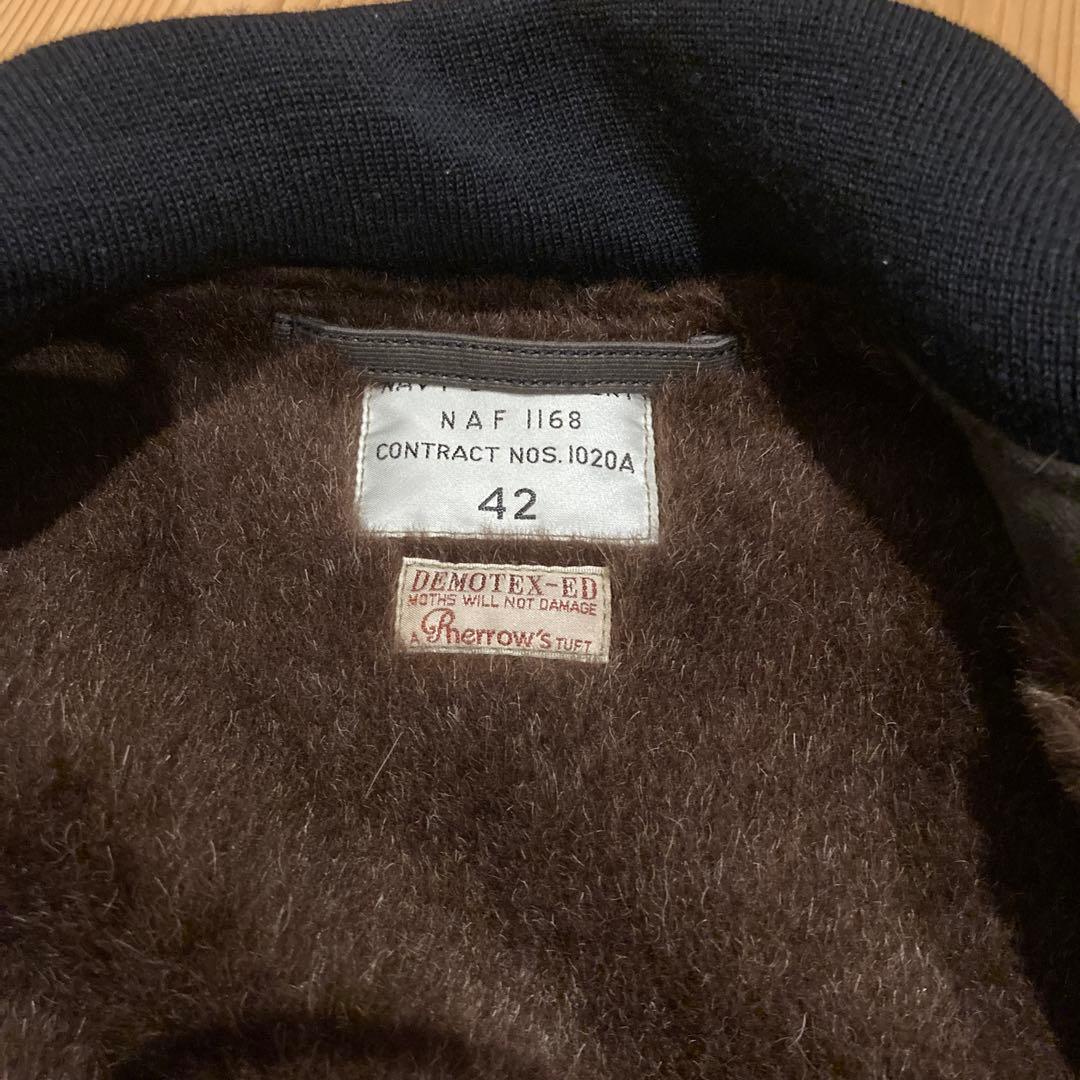 NAF 1168
CONTRACT NOS. 1020A
42
DEMOTEX-ED
MOTHS WILL NOT DAMAGE
A Pherrow's TUFT